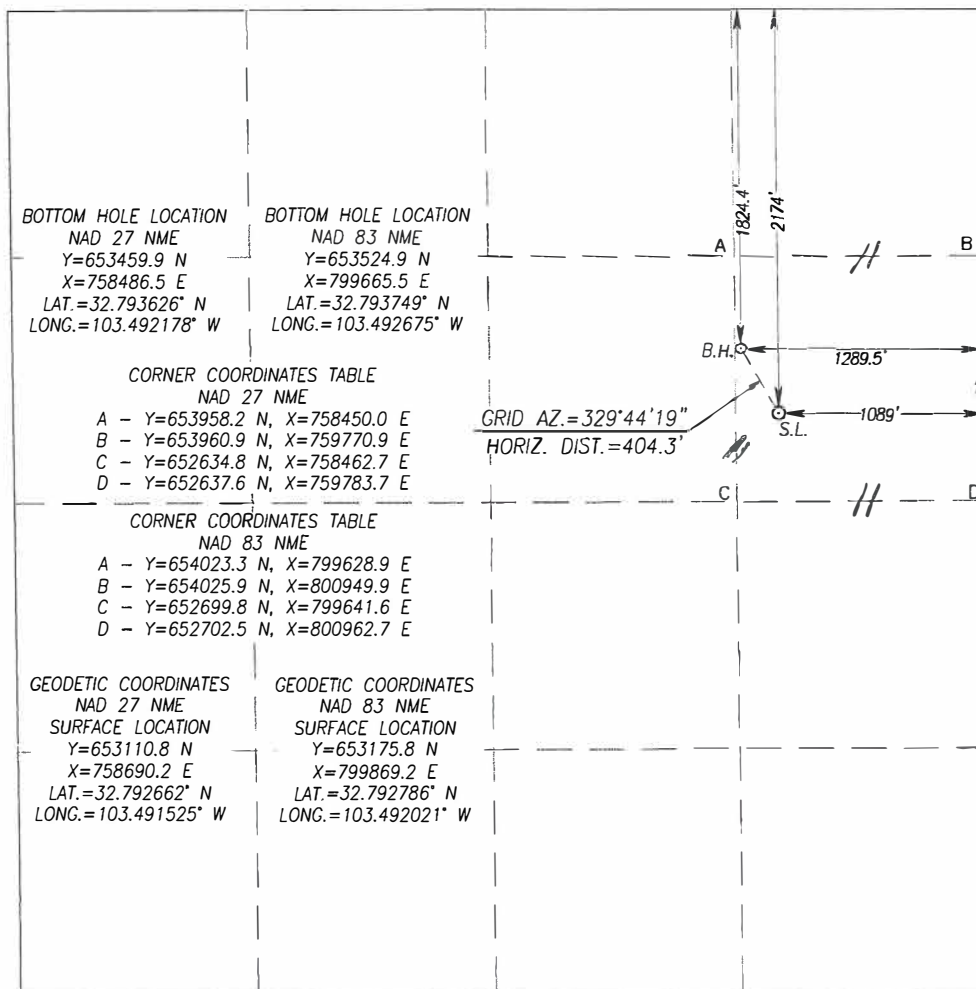 1824.4'
2174'
A
B
BOTTOM HOLE LOCATION
NAD 27 NME
Y=653459.9 N
X=758486.5 E
LAT.=32.793626° N
LONG.=103.492178° W
BOTTOM HOLE LOCATION
NAD 83 NME
Y=653524.9 N
X=799665.5 E
LAT.=32.793749° N
LONG.=103.492675° W
B.H.
1289.5'
CORNER COORDINATES TABLE
NAD 27 NME
A - Y=653958.2 N, X=758450.0 E
B - Y=653960.9 N, X=759770.9 E
C - Y=652634.8 N, X=758462.7 E
D - Y=652637.6 N, X=759783.7 E
GRID AZ.=329°44'19"
HORIZ. DIST.=404.3'
S.L.
1089'
C
D
CORNER COORDINATES TABLE
NAD 83 NME
A - Y=654023.3 N, X=799628.9 E
B - Y=654025.9 N, X=800949.9 E
C - Y=652699.8 N, X=799641.6 E
D - Y=652702.5 N, X=800962.7 E
GEODETIC COORDINATES
NAD 27 NME
SURFACE LOCATION
Y=653110.8 N
X=758690.2 E
LAT.=32.792662° N
LONG.=103.491525° W
GEODETIC COORDINATES
NAD 83 NME
SURFACE LOCATION
Y=653175.8 N
X=799869.2 E
LAT.=32.792786° N
LONG.=103.492021° W